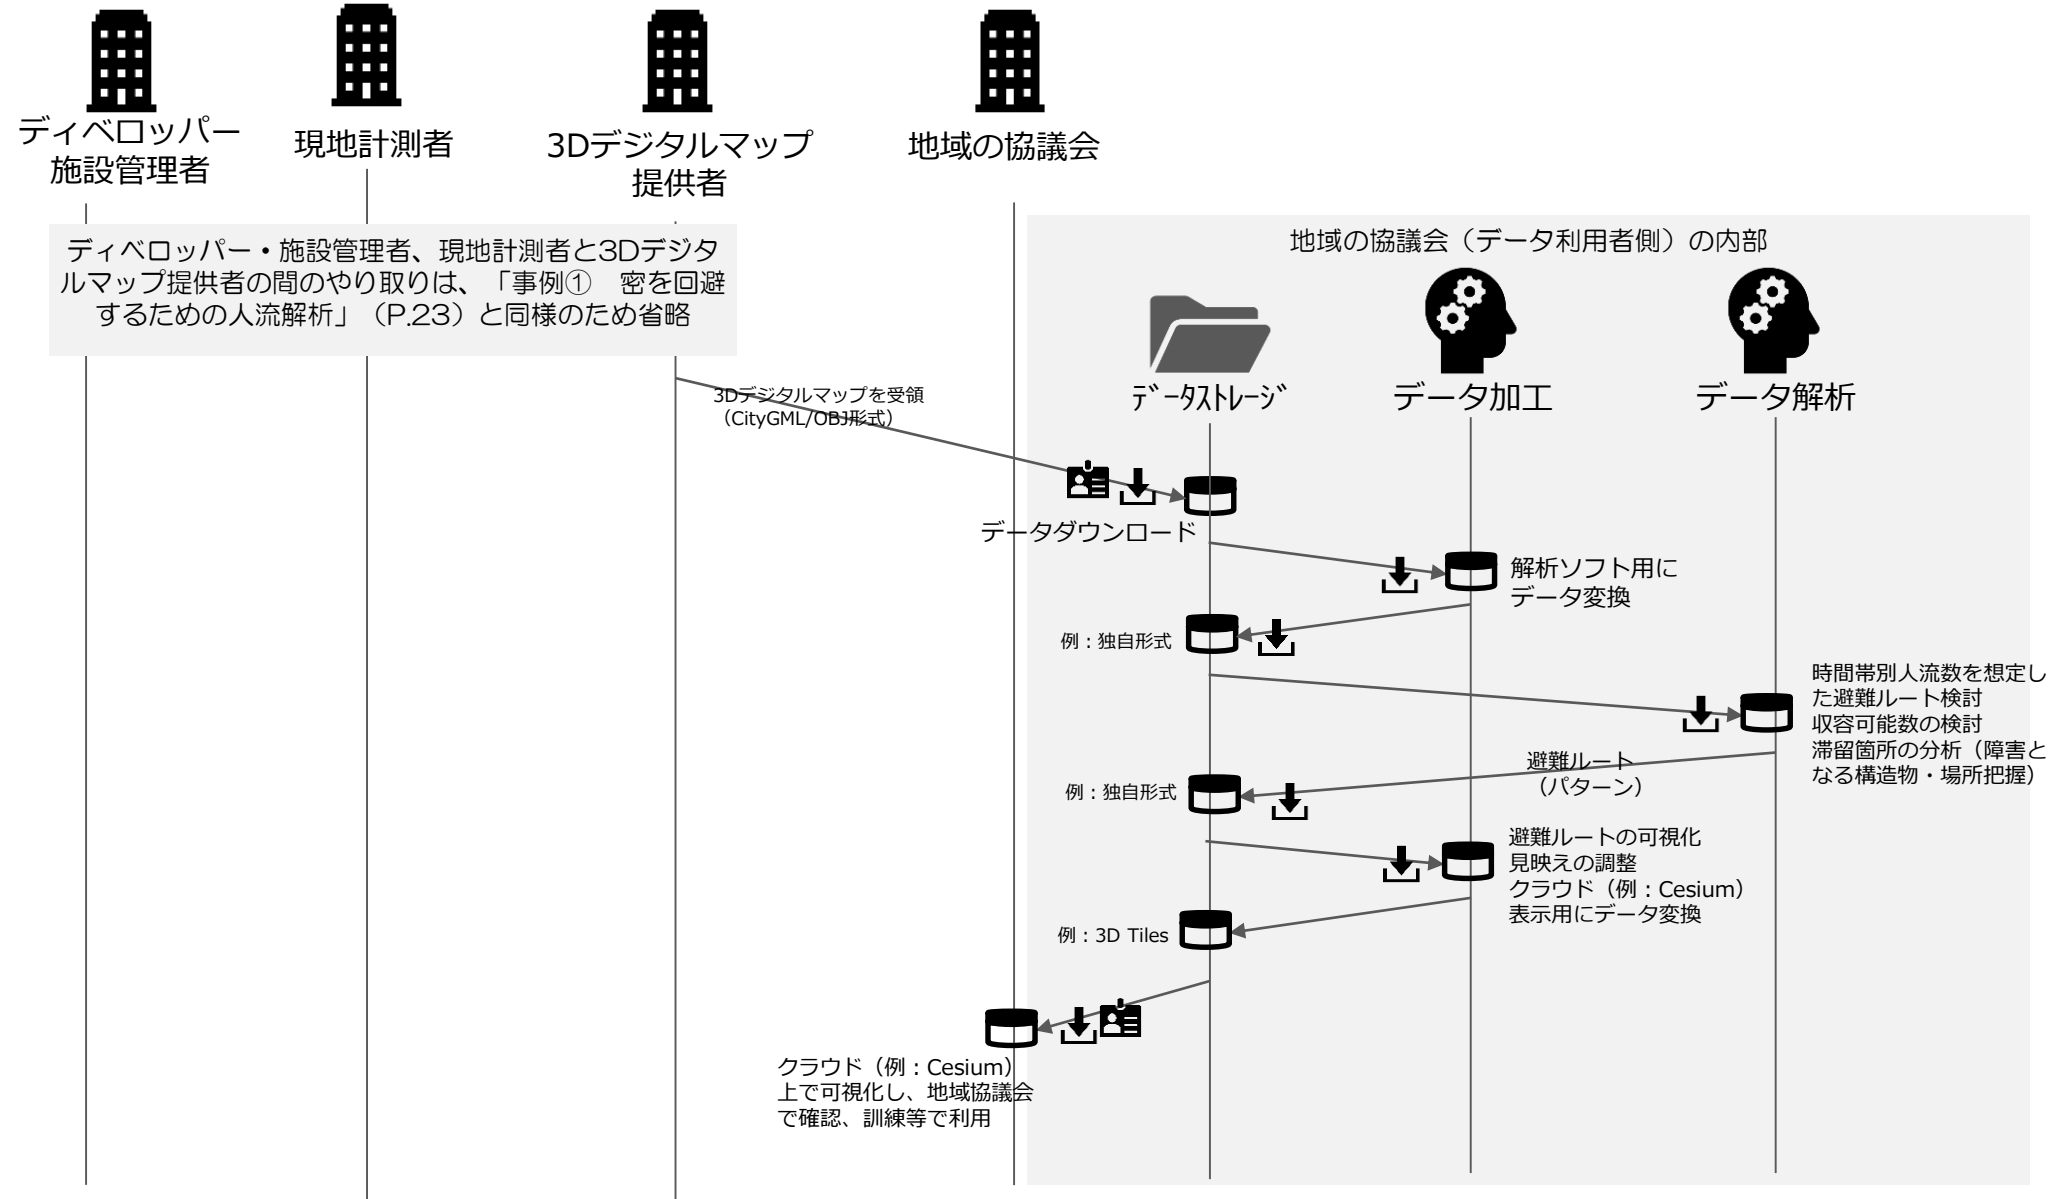 ディベロッパー
施設管理者
現地計測者
3Dデジタルマップ
提供者
地域の協議会
ディベロッパー・施設管理者、現地計測者と3Dデジタ
ルマップ提供者の間のやり取りは、「事例①　密を回避
するための人流解析」（P.23）と同様のため省略
地域の協議会（データ利用者側）の内部
ﾃﾞｰﾀｽﾄﾚｰｼﾞ
データ加工
データ解析
3Dデジタルマップを受領
（CityGML/OBJ形式）
データダウンロード
解析ソフト用に
データ変換
例：独自形式
時間帯別人流数を想定し
た避難ルート検討
収容可能数の検討
滞留箇所の分析（障害と
なる構造物・場所把握）
避難ルート
（パターン）
例：独自形式
避難ルートの可視化
見映えの調整
クラウド（例：Cesium）
表示用にデータ変換
例：3D Tiles
クラウド（例：Cesium）
上で可視化し、地域協議会
で確認、訓練等で利用